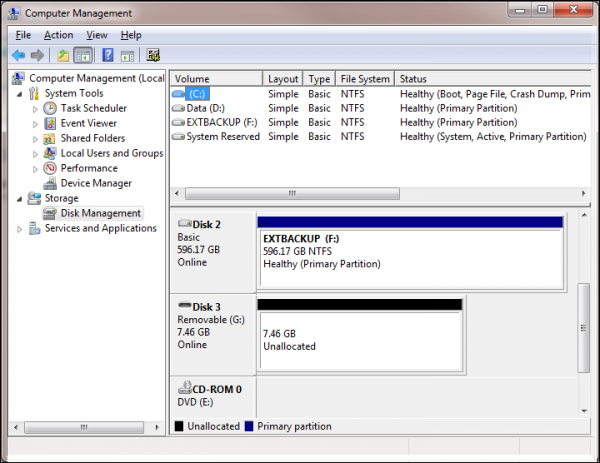 Computer Management
File Action View Help
Computer Management (Local
System Tools
Task Scheduler
Event Viewer
Shared Folders
Local Users and Groups
Performance
Device Manager
Storage
Disk Management
Services and Applications
Volume Layout Type File System Status
(C:) Simple Basic NTFS Healthy (Boot, Page File, Crash Dump, Prim
Data (D:) Simple Basic NTFS Healthy (Primary Partition)
EXTBACKUP (F:) Simple Basic NTFS Healthy (Primary Partition)
System Reserved Simple Basic NTFS Healthy (System, Active, Primary Partition)
Disk 2
Basic
596.17 GB
Online
EXTBACKUP (F:)
596.17 GB NTFS
Healthy (Primary Partition)
Disk 3
Removable (G:)
7.46 GB
Online
7.46 GB
Unallocated
CD-ROM 0
DVD (E:)
Unallocated Primary partition